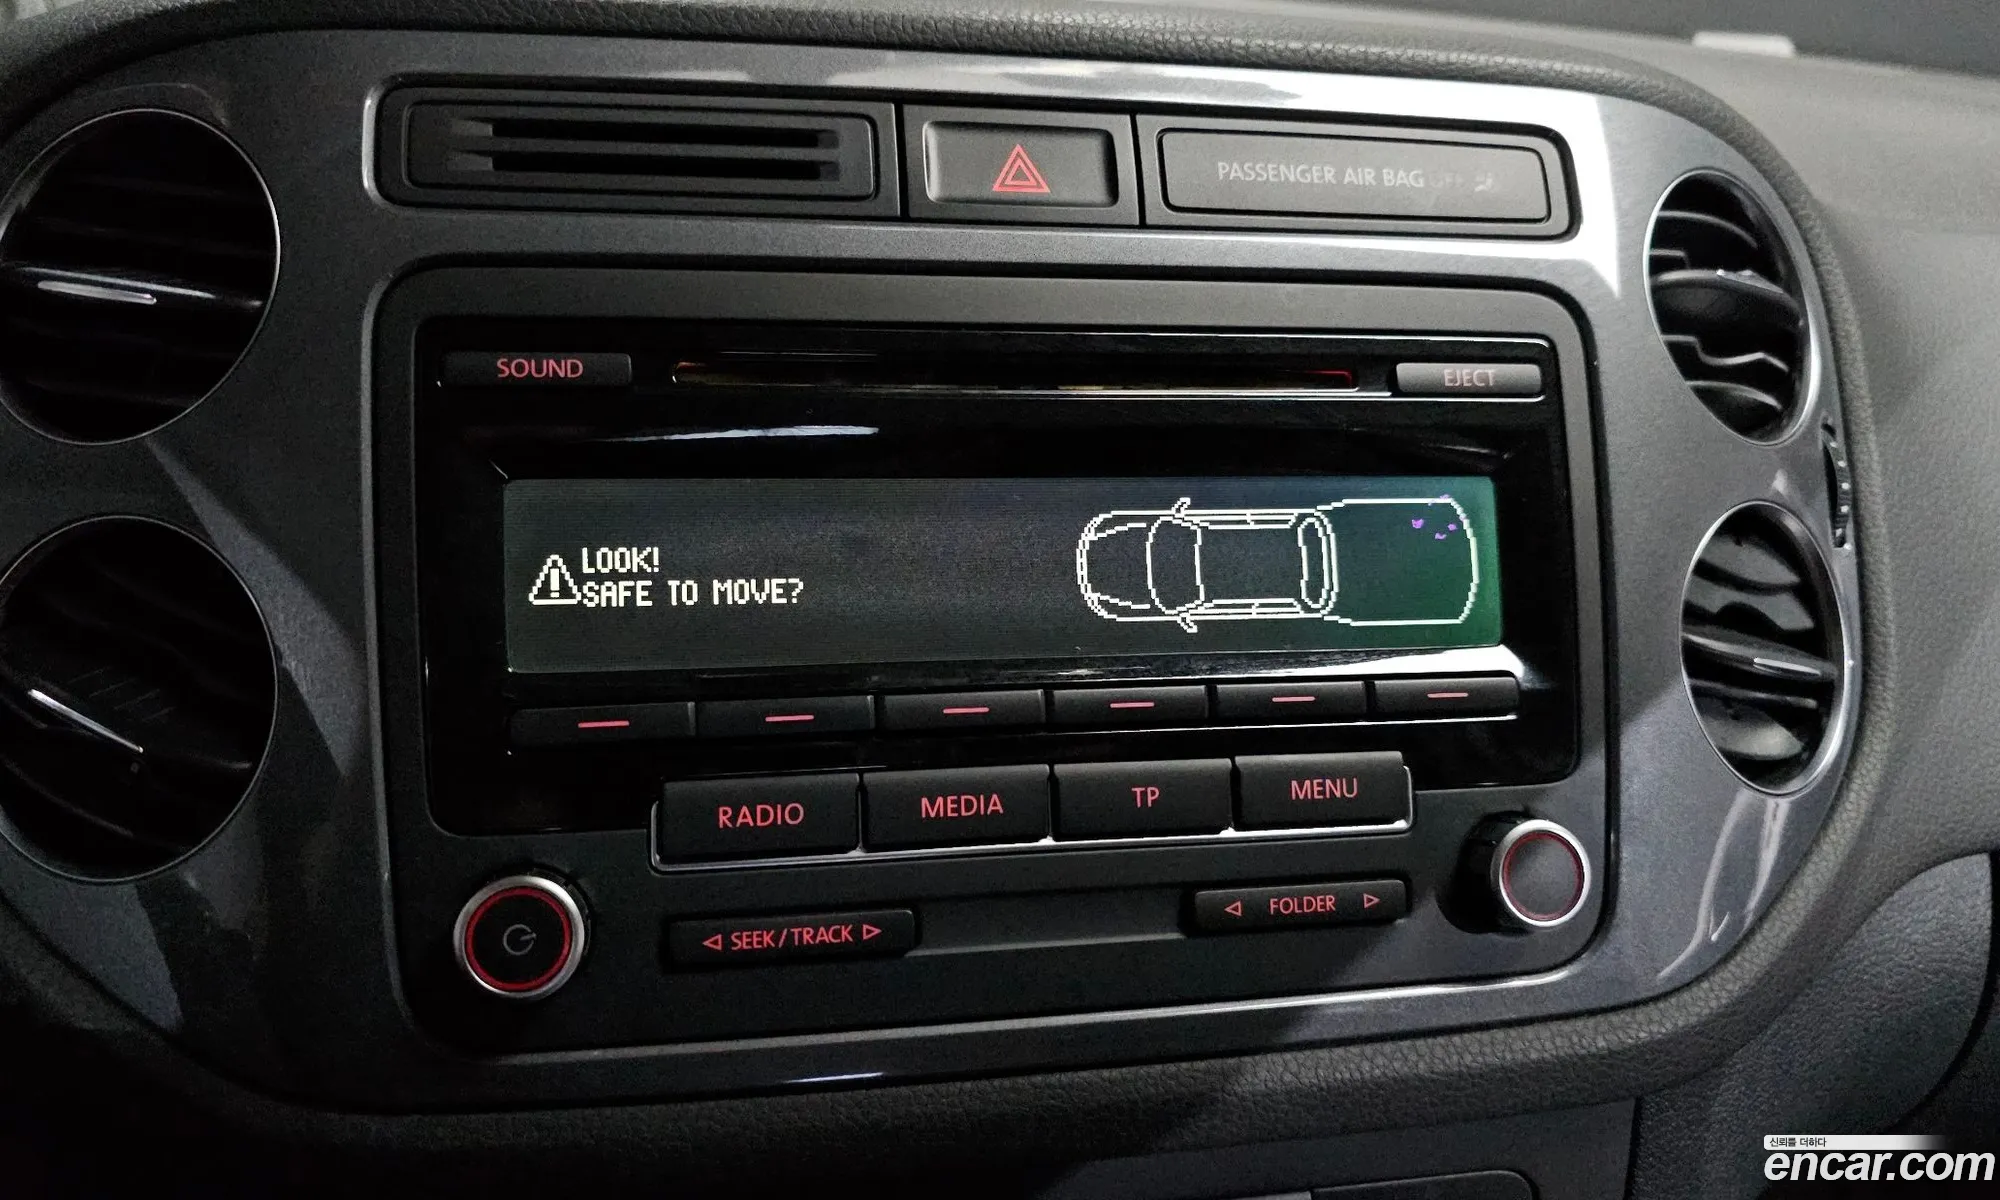 PASSENGER AIR BAG OFF
SOUND
EJECT
LOOK!
SAFE TO MOVE?
RADIO
MEDIA
TP
MENU
SEEK/TRACK
FOLDER
신뢰를 더하다
encar.com